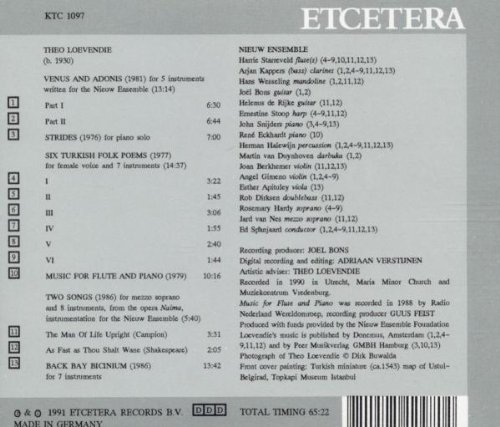 KTC 1097
ETCETERA
THEO LOEVENDIE
(b. 1930)
VENUS AND ADONIS (1981) for 5 instruments
written for the Nieuw Ensemble (13:14)
1 Part I 6:30
2 Part II 6:44
3 STRIDES (1976) for piano solo 7:00
SIX TURKISH FOLK POEMS (1977)
for female voice and 7 instruments (14:37)
4 I 3:22
5 II 1:45
6 III 3:06
7 IV 1:55
8 V 2:40
9 VI 1:44
10 MUSIC FOR FLUTE AND PIANO (1979) 10:16
TWO SONGS (1986) for mezzo soprano
and 8 instruments, from the opera Naima,
instrumentation for the Nieuw Ensemble (5:40)
11 The Man Of Life Upright (Campion) 3:31
12 As Fast as Thou Shalt Wane (Shakespeare) 2:05
13 BACK BAY BICINIUM (1986) 13:42
for 7 instruments
NIEUW ENSEMBLE
Harrie Starreveld flute(s) (4-9,10,11,12,13)
Arjan Kappers (bass) clarinet (1,2,4-9,11,12,13)
Hans Wesseling mandoline (1,2,11,12)
Joël Bons guitar (1,2)
Helenus de Rijke guitar (11,12)
Ernestine Stoop harp (4-9,11,12)
John Snijders piano (3,4-9,13)
René Eckhardt piano (10)
Herman Halewijn percussion (4-9,11,12,13)
Martin van Duynhoven darbuka (1,2)
Joan Berkhemer violin (11,12,13)
Angel Gimeno violin (1,2,4-9)
Esther Apituley viola (13)
Rob Dirksen doublebass (1,2,11,12)
Rosemary Hardy soprano (4-9)
Jard van Nes mezzo soprano (11,12)
Ed Spanjaard conductor (1,2,4-9,11,12,13)
Recording producer: JOEL BONS
Digital recording and editing: ADRIAAN VERSTIJNEN
Artistic adviser: THEO LOEVENDIE
Recorded in 1990 in Utrecht, Maria Minor Church and
Muziekcentrum Vredenburg.
Music for Flute and Piano was recorded in 1988 by Radio
Nederland Wereldomroep, recording producer GUUS FEIST
Produced with funds provided by the Nieuw Ensemble Foundation
Loevendie's music is published by Donemus, Amsterdam (1,2,4-
9,11,12) and by Peer Musikverlag GMBH Hamburg (3,10,13)
Photograph of Theo Loevendie © Dirk Buwalda
Front cover painting: Turkish miniature (ca.1543) map of Ustol-
Belgirad, Topkapi Museum Istanbul
℗ & © 1991 ETCETERA RECORDS B.V. DDD TOTAL TIMING 65:22
MADE IN GERMANY